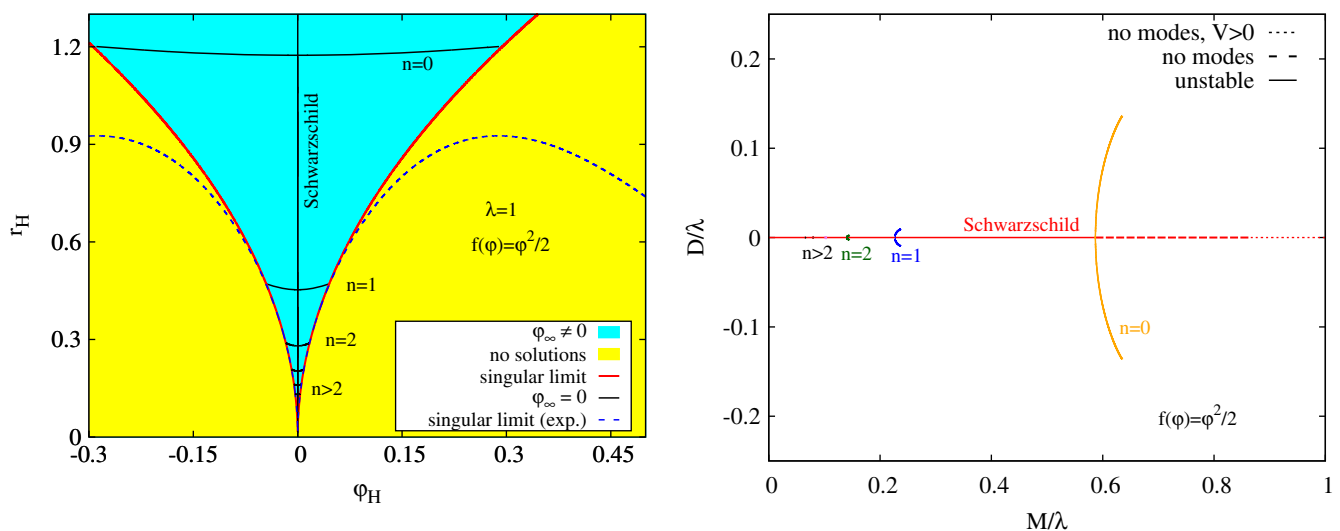 1.2
0.9
0.6
0.3
0
r_H
-0.3
-0.15
0
0.15
0.3
0.45
φ_H
n=0
Schwarzschild
λ=1
f(φ)=φ²/2
n=1
n=2
n>2
φ_∞ ≠ 0
no solutions
singular limit
φ_∞ = 0
singular limit (exp.)
0.2
0.1
0
-0.1
-0.2
D/λ
0
0.2
0.4
0.6
0.8
1
M/λ
no modes, V>0
no modes
unstable
Schwarzschild
n>2
n=2
n=1
n=0
f(φ)=φ²/2